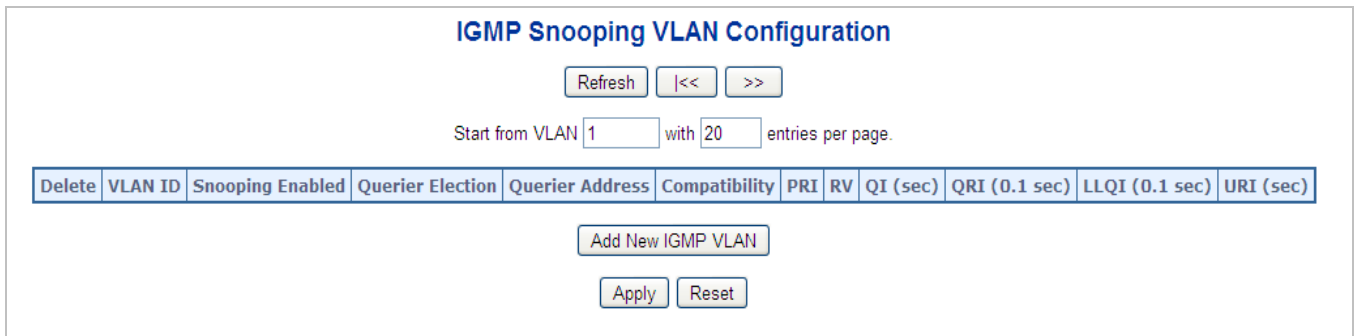 IGMP Snooping VLAN Configuration
Refresh |<< >>
Start from VLAN 1 with 20 entries per page.
Delete VLAN ID Snooping Enabled Querier Election Querier Address Compatibility PRI RV QI (sec) QRI (0.1 sec) LLQI (0.1 sec) URI (sec)
Add New IGMP VLAN
Apply Reset